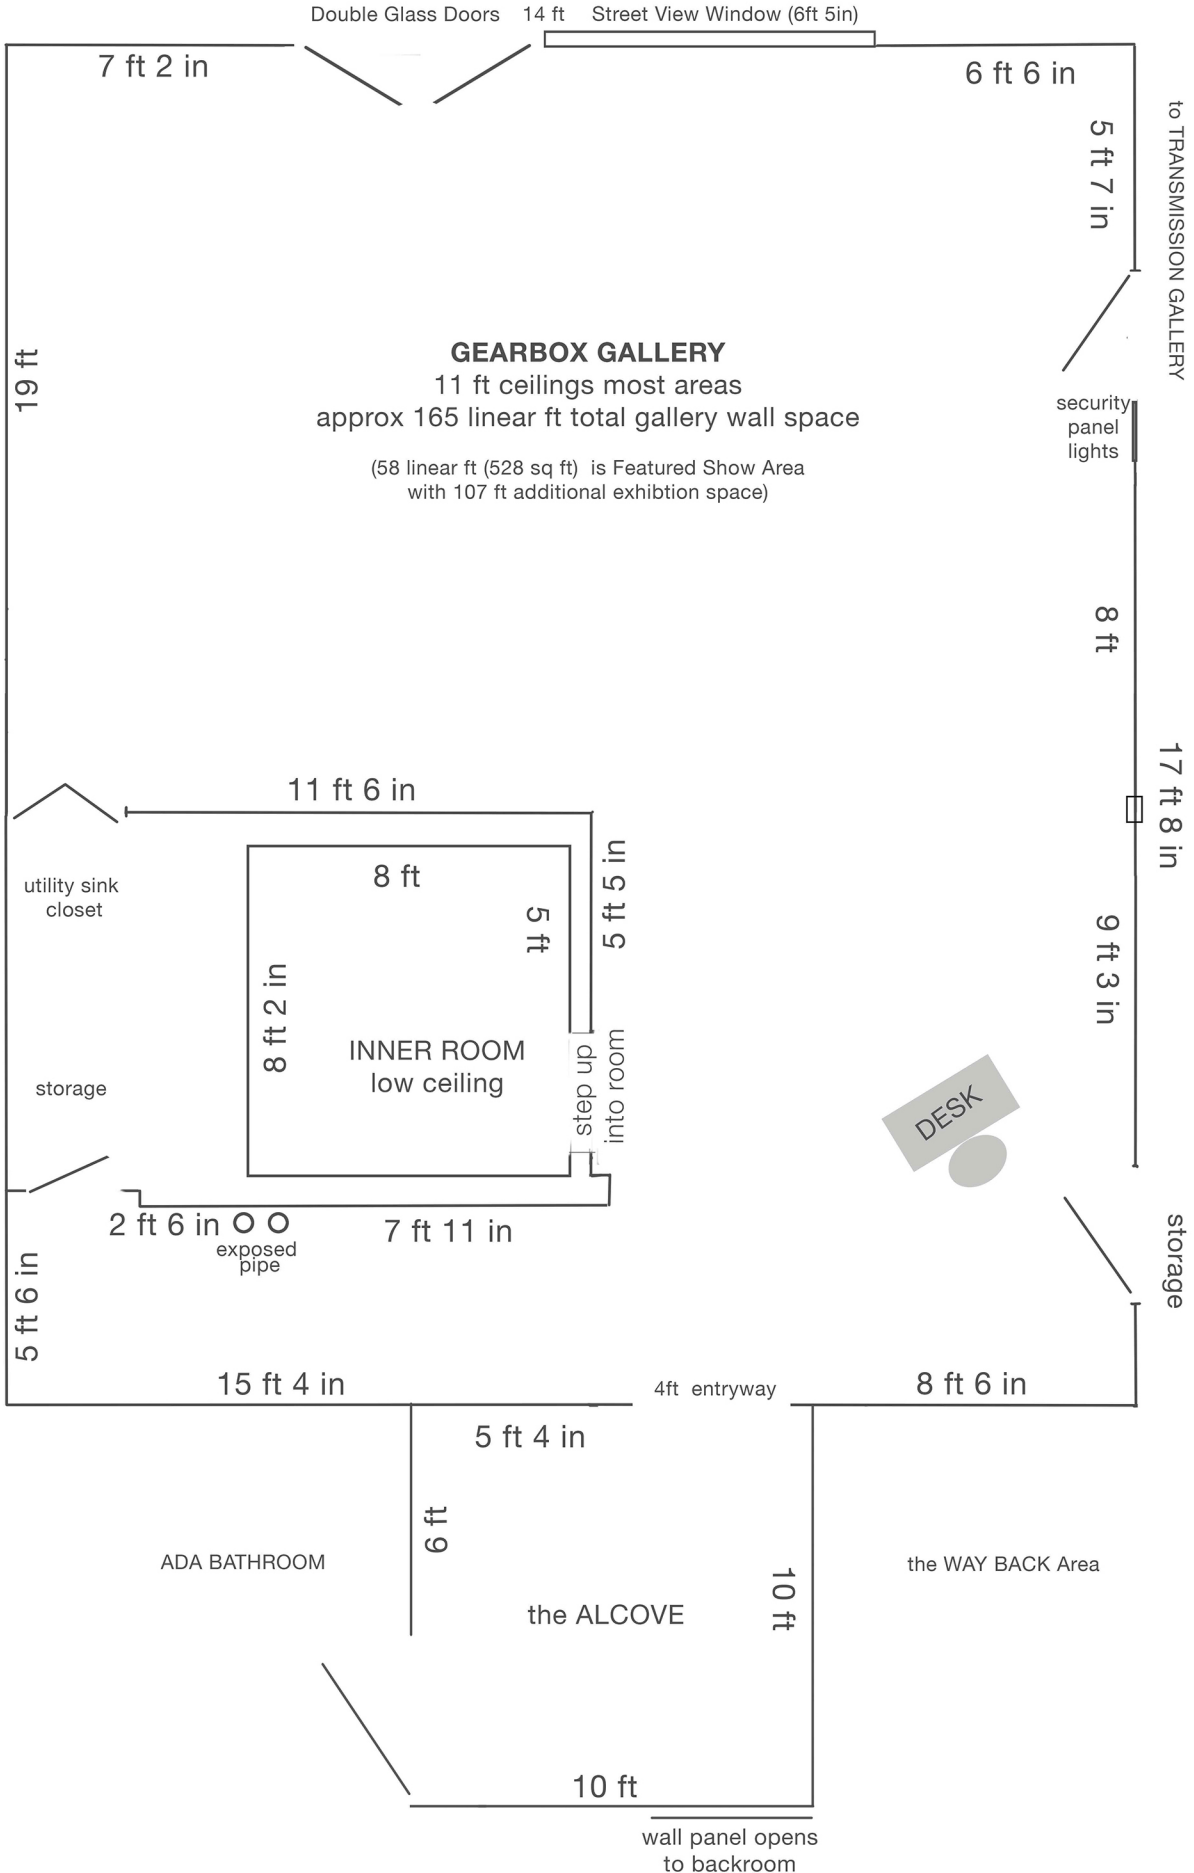 Double Glass Doors 14 ft Street View Window (6ft 5in)
7 ft 2 in
6 ft 6 in
5 ft 7 in
to TRANSMISSION GALLERY
19 ft
GEARBOX GALLERY
11 ft ceilings most areas
approx 165 linear ft total gallery wall space
(58 linear ft (528 sq ft) is Featured Show Area
with 107 ft additional exhibtion space)
security
panel
lights
8 ft
17 ft 8 in
11 ft 6 in
8 ft
5 ft
5 ft 5 in
utility sink
closet
9 ft 3 in
8 ft 2 in
INNER ROOM
low ceiling
step up
into room
storage
DESK
2 ft 6 in
7 ft 11 in
exposed
pipe
storage
5 ft 6 in
15 ft 4 in
4ft entryway
8 ft 6 in
5 ft 4 in
6 ft
ADA BATHROOM
the WAY BACK Area
10 ft
the ALCOVE
10 ft
wall panel opens
to backroom